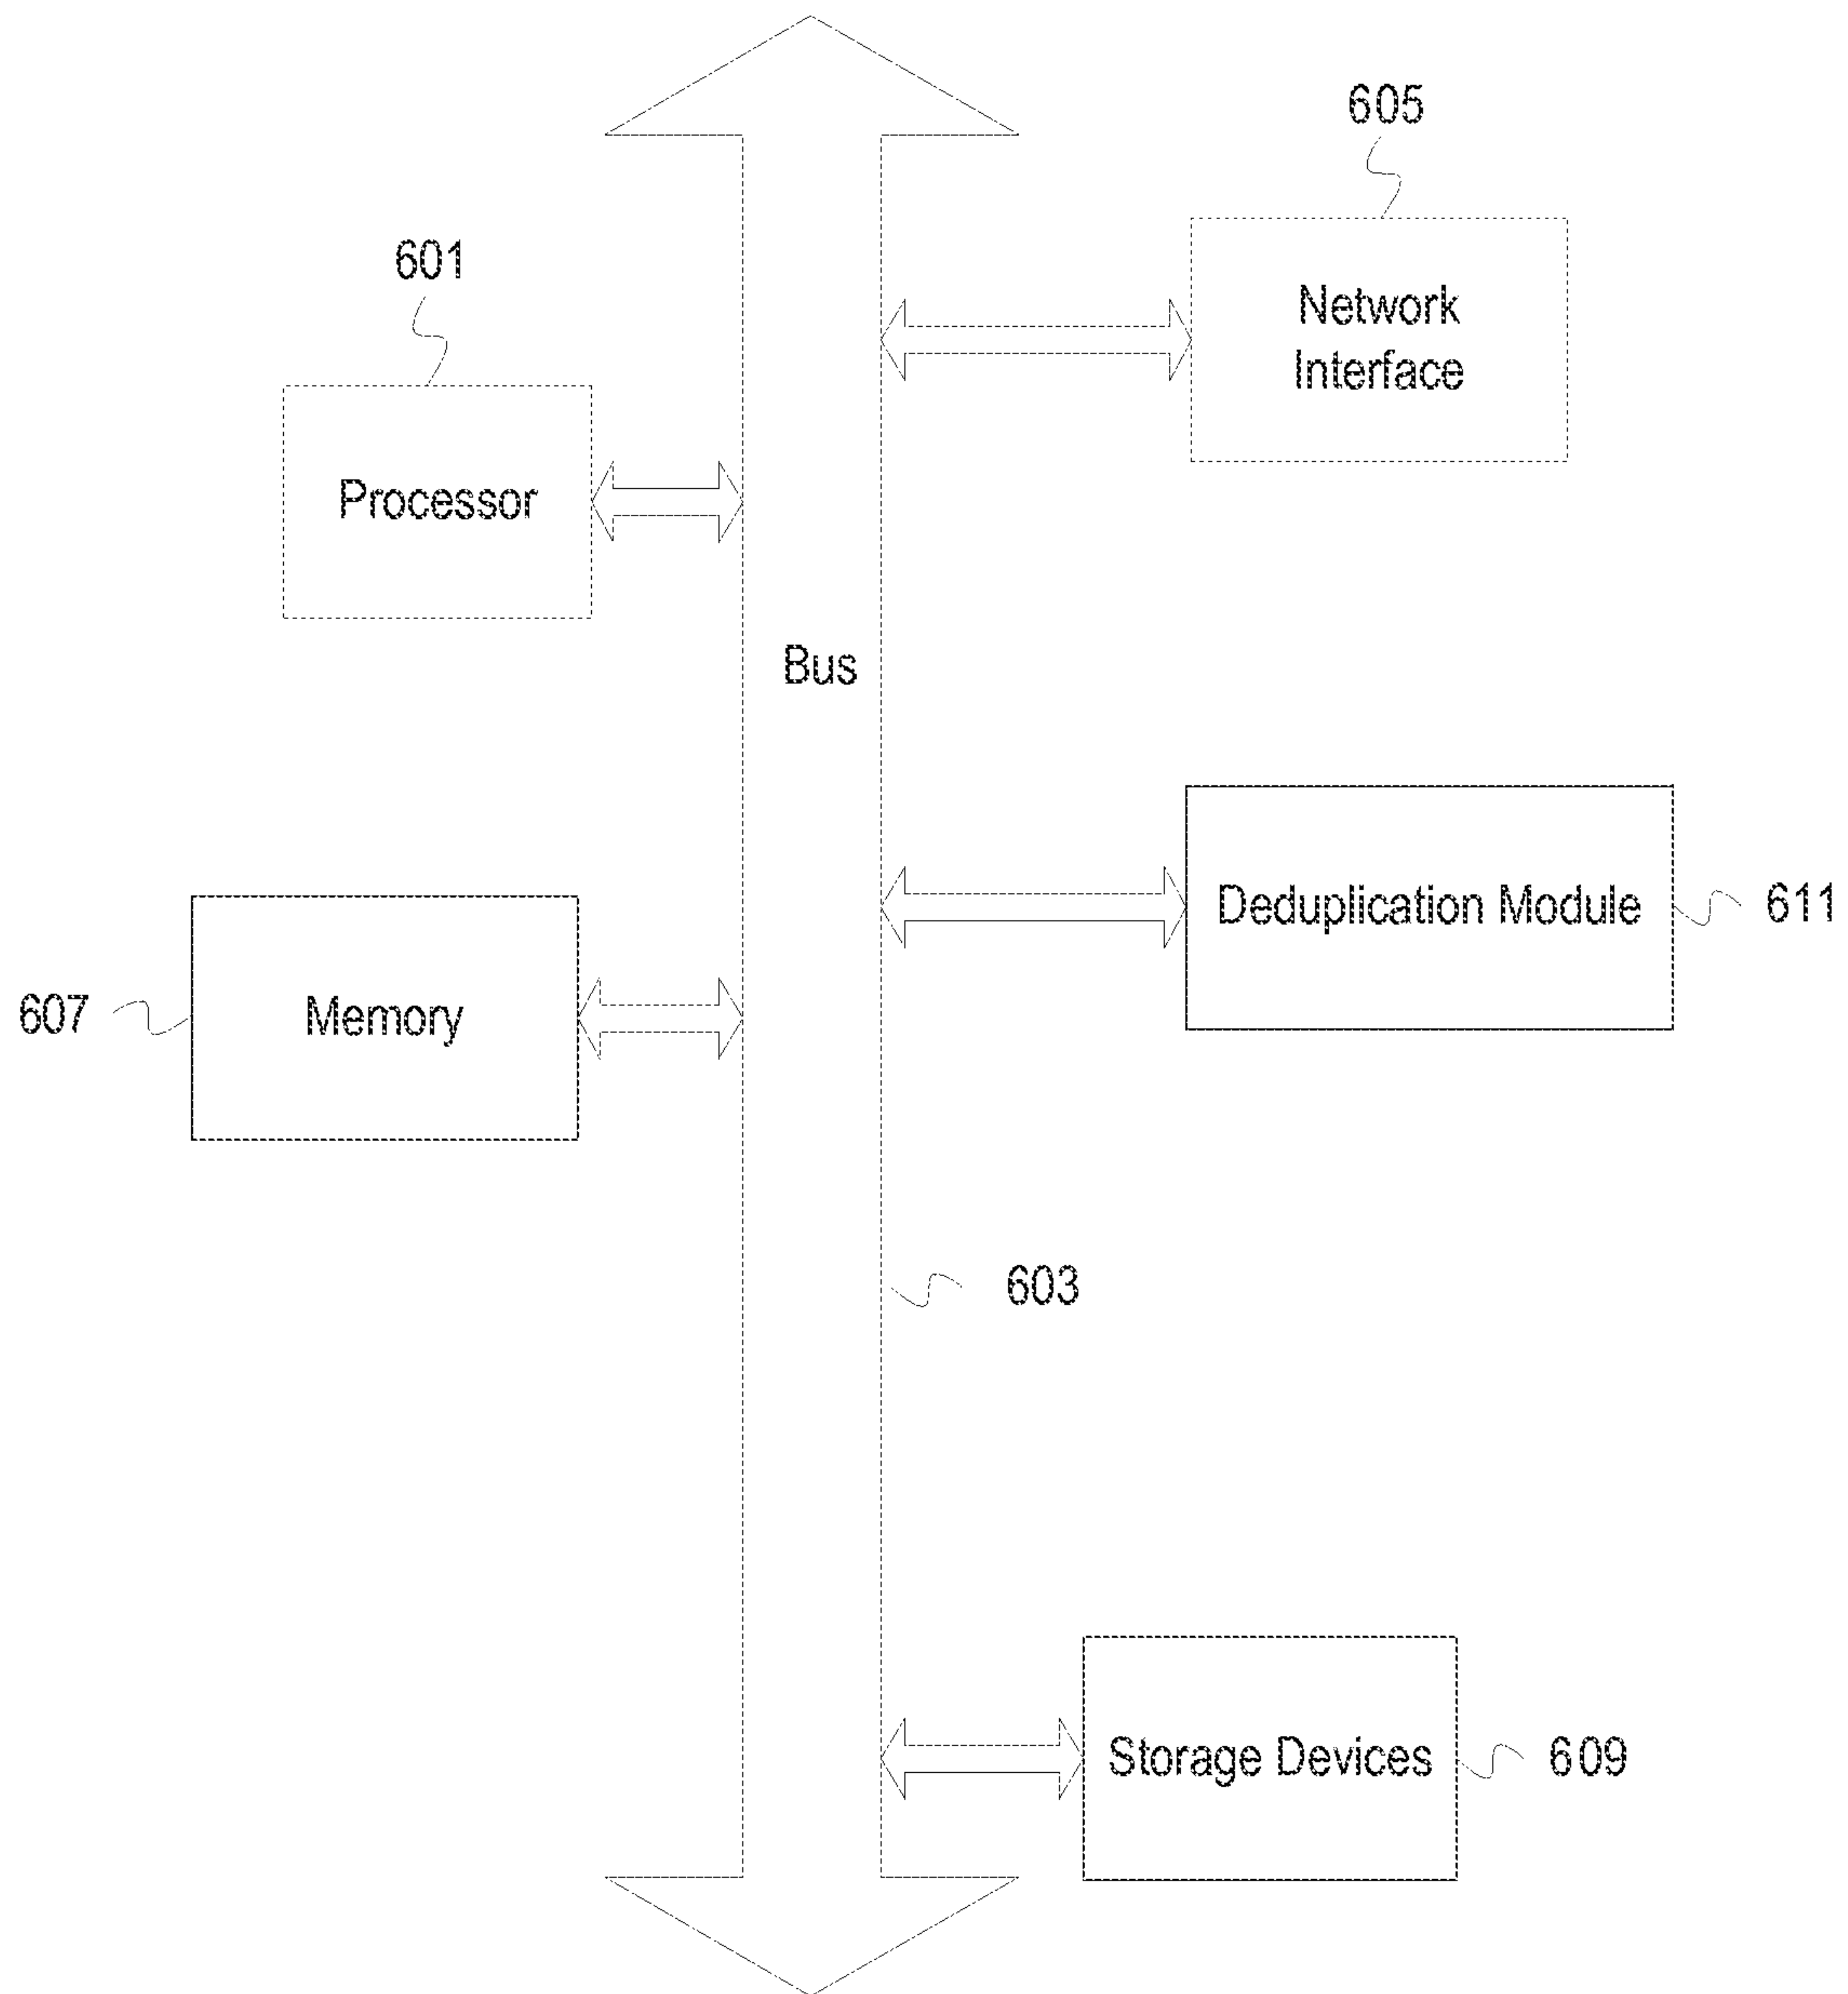 605
601
Network
Interface
Processor
Bus
611
Deduplication Module
607
Memory
603
Storage Devices
609